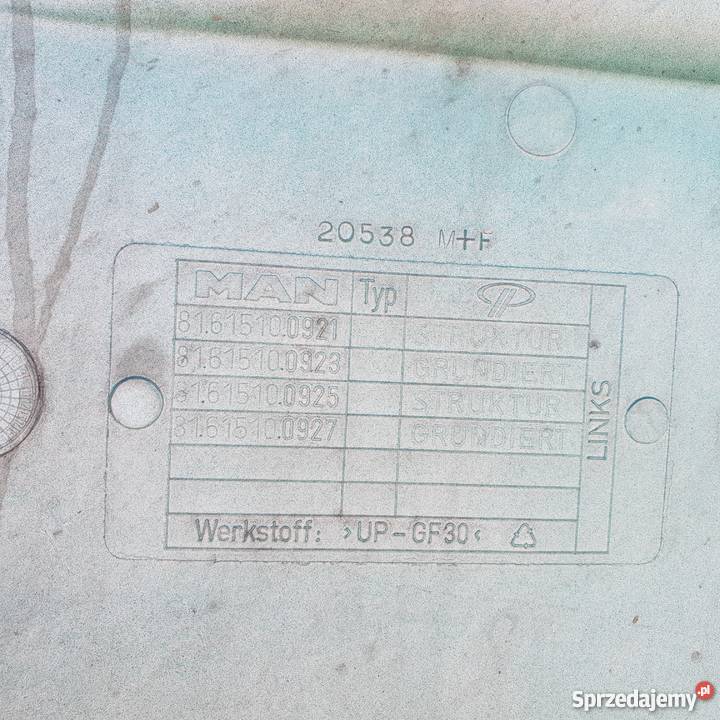 20538 M+F
MAN Typ
81.61510.0921 STRUKTUR
81.61510.0923 GRUNDIERT
81.61510.0925 STRUKTUR
81.61510.0927 GRUNDIERT
LINKS
Werkstoff: >UP-GF30<
Sprzedajemy.pl